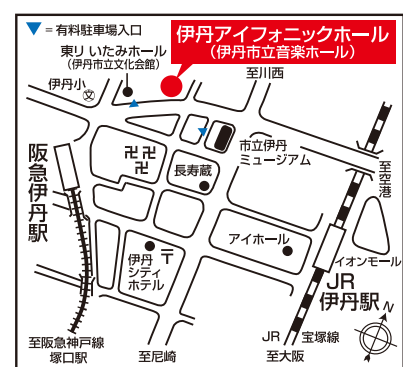 ▼=有料駐車場入口
伊丹アイフォニックホール
(伊丹市立音楽ホール)
東リ いたみホール
(伊丹市立文化会館)
伊丹小
文
至川西
阪急伊丹駅
卍 卍
卍
長寿蔵
市立伊丹
ミュージアム
至空港
伊丹
シティ
ホテル
〒
アイホール
イオンモール
JR
伊丹駅
N
至阪急神戸線
塚口駅
至尼崎
JR 宝塚線
至大阪